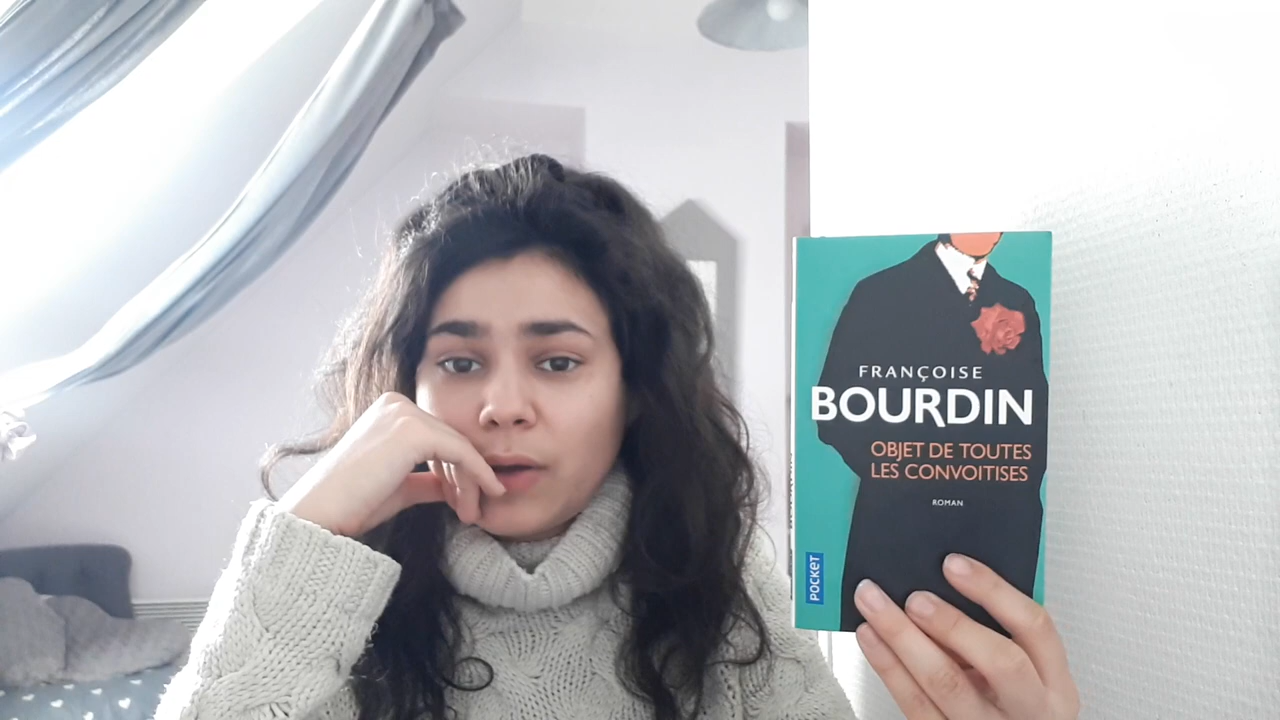 FRANÇOISE
BOURDIN
OBJET DE TOUTES
LES CONVOITISES
ROMAN
POCKET